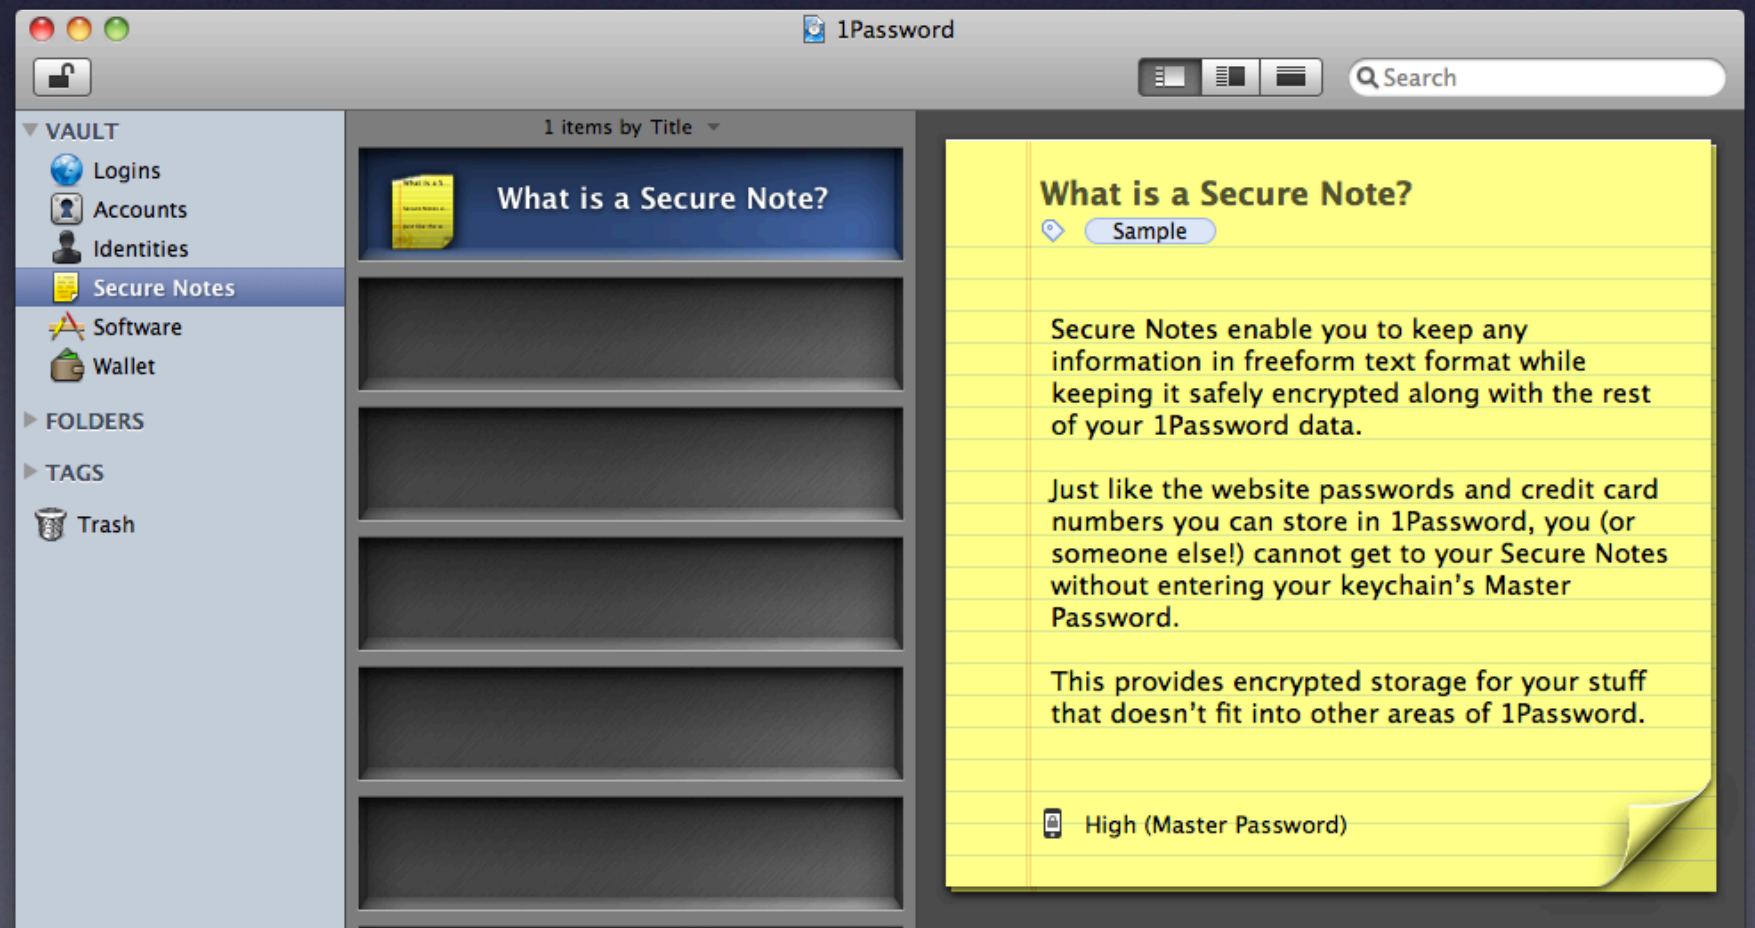 1Password
Search
VAULT
Logins
Accounts
Identities
Secure Notes
Software
Wallet
FOLDERS
TAGS
Trash
1 items by Title
What is a Secure Note?
What is a Secure Note?
Sample
Secure Notes enable you to keep any
information in freeform text format while
keeping it safely encrypted along with the rest
of your 1Password data.
Just like the website passwords and credit card
numbers you can store in 1Password, you (or
someone else!) cannot get to your Secure Notes
without entering your keychain’s Master
Password.
This provides encrypted storage for your stuff
that doesn’t fit into other areas of 1Password.
High (Master Password)